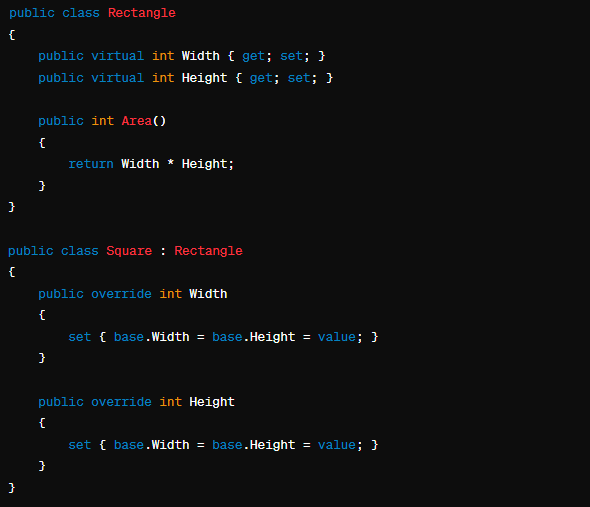 public class Rectangle
{
    public virtual int Width { get; set; }
    public virtual int Height { get; set; }

    public int Area()
    {
        return Width * Height;
    }
}

public class Square : Rectangle
{
    public override int Width
    {
        set { base.Width = base.Height = value; }
    }

    public override int Height
    {
        set { base.Width = base.Height = value; }
    }
}